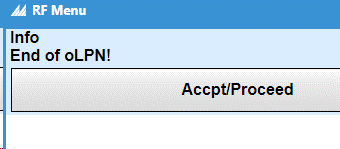 RF Menu
Info
End of oLPN!
Accpt/Proceed